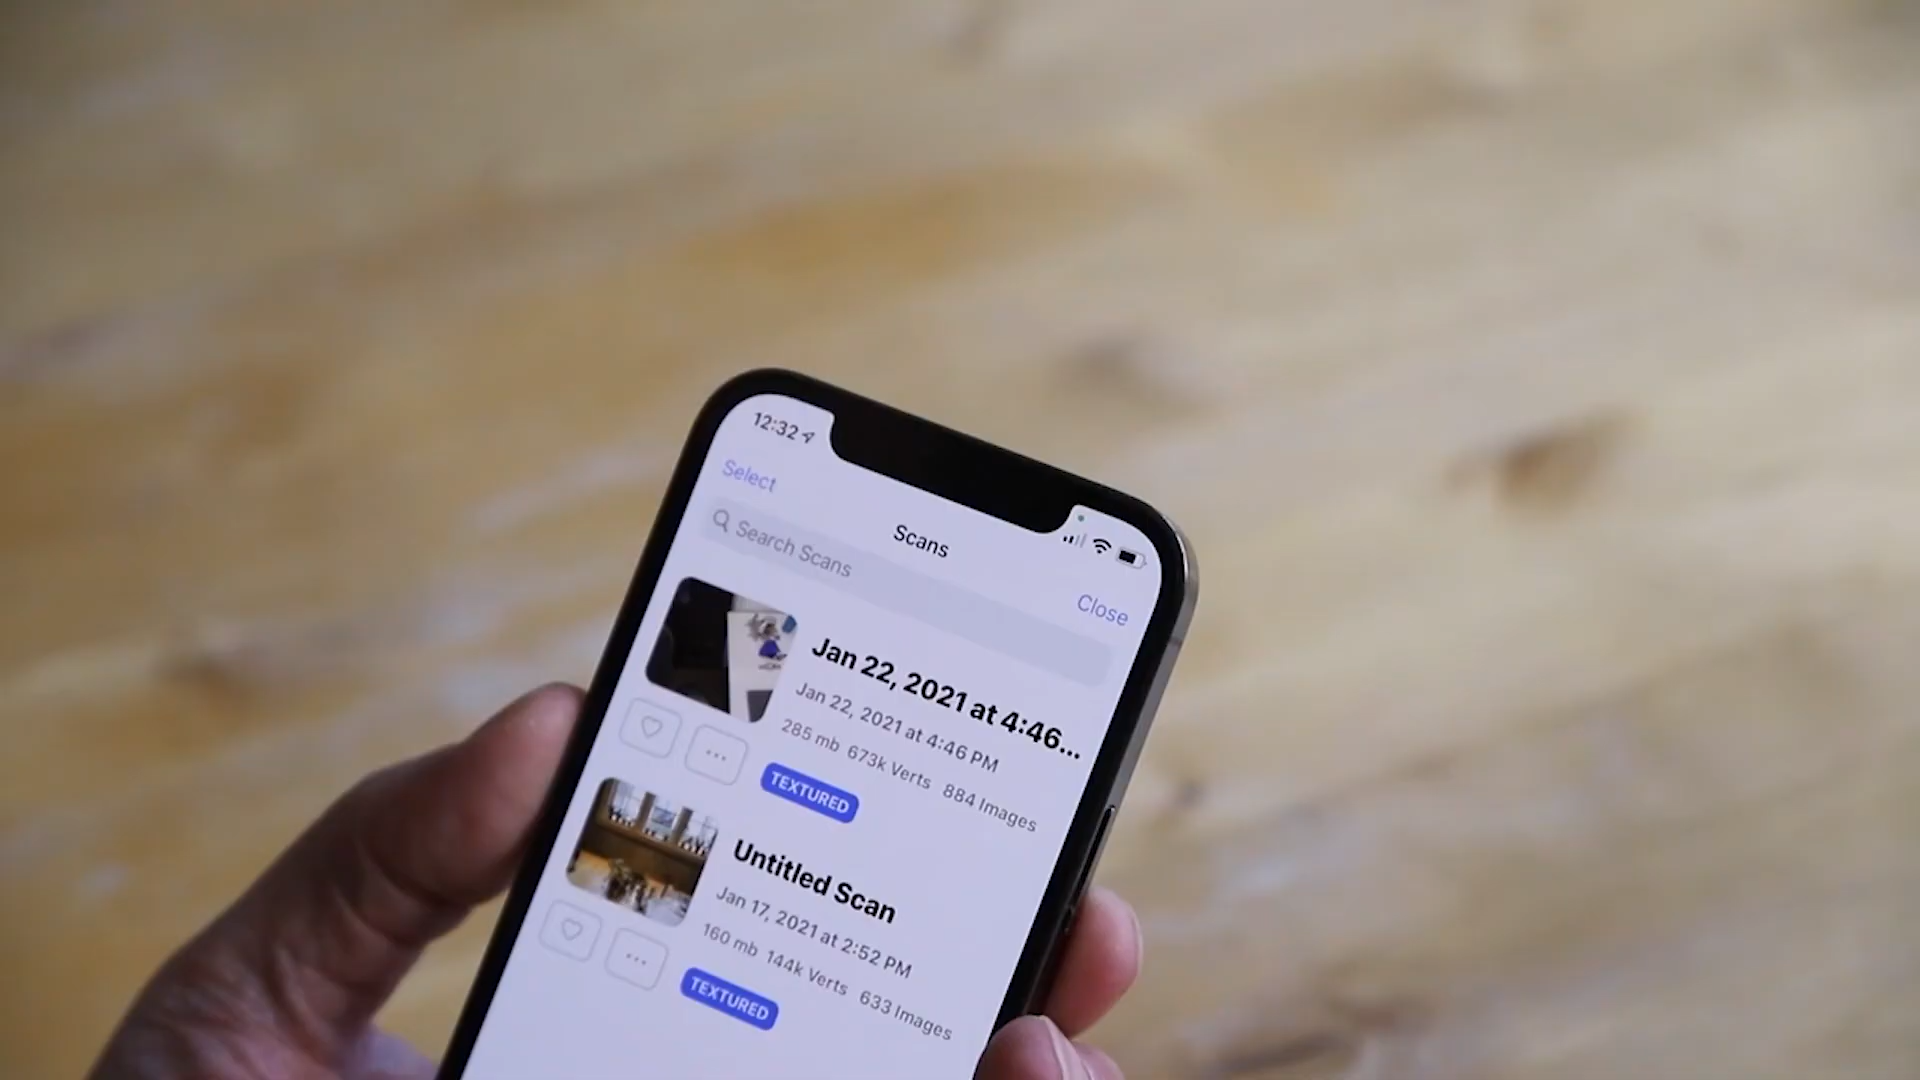 12:32
Select
Scans
Close
Search Scans
Jan 22, 2021 at 4:46...
Jan 22, 2021 at 4:46 PM
285 mb 673k Verts 884 Images
TEXTURED
Untitled Scan
Jan 17, 2021 at 2:52 PM
160 mb 144k Verts 633 Images
TEXTURED